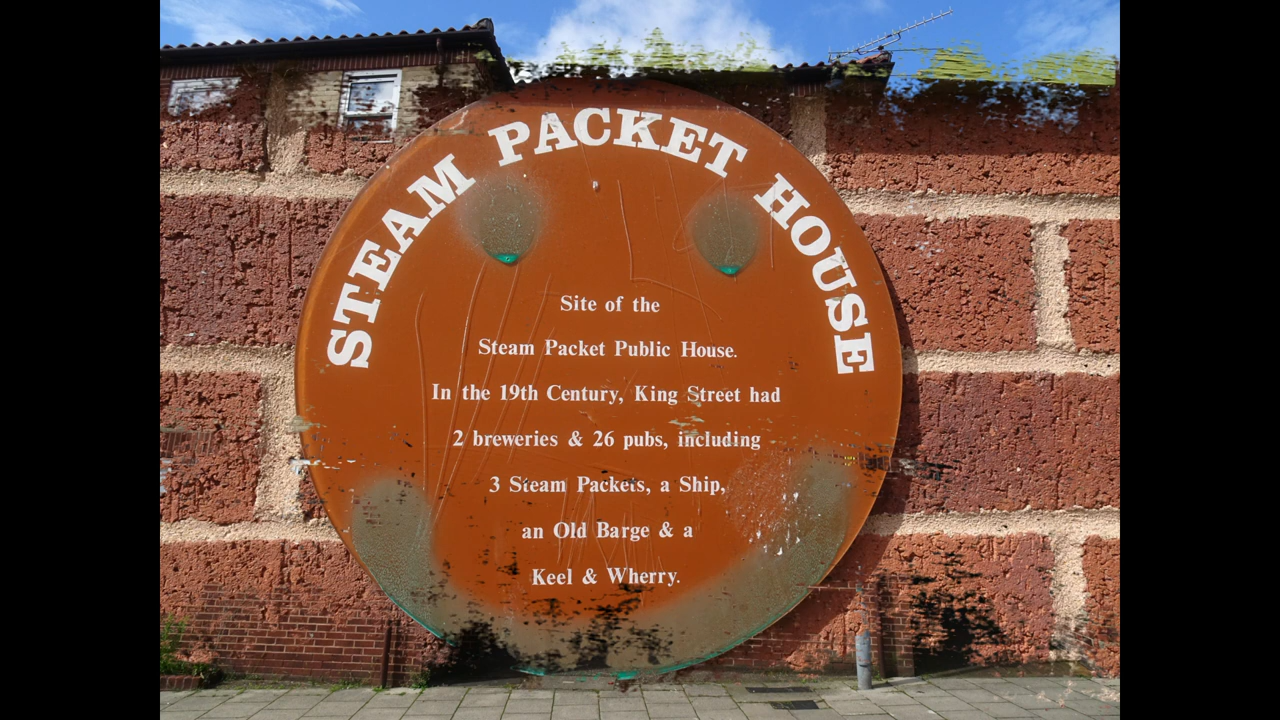 STEAM PACKET HOUSE
Site of the
Steam Packet Public House.
In the 19th Century, King Street had
2 breweries & 26 pubs, including
3 Steam Packets, a Ship,
an Old Barge & a
Keel & Wherry.